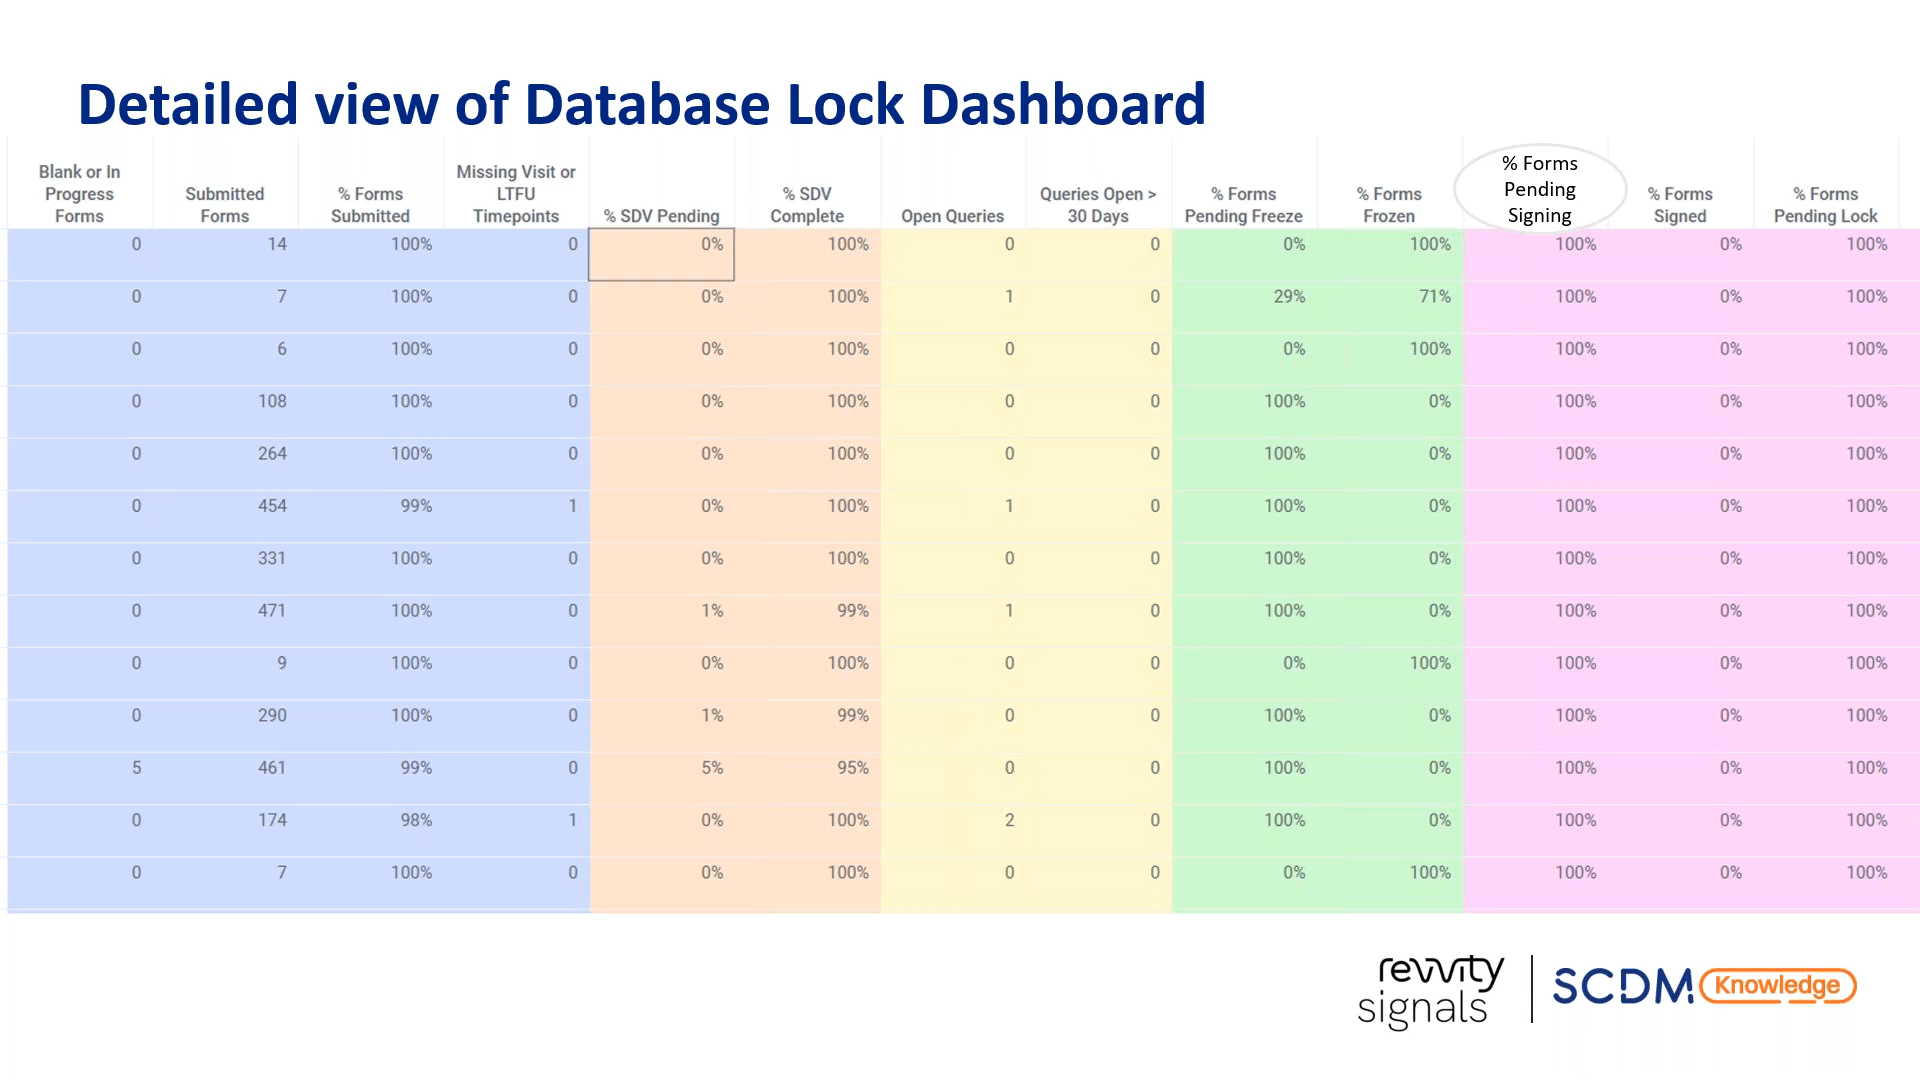 Detailed view of Database Lock Dashboard
Blank or In Progress Forms | Submitted Forms | % Forms Submitted | Missing Visit or LTFU Timepoints | % SDV Pending | % SDV Complete | Open Queries | Queries Open > 30 Days | % Forms Pending Freeze | % Forms Frozen | % Forms Pending Signing | % Forms Signed | % Forms Pending Lock
0 14 100% 0 0% 100% 0 0 0% 100% 100% 0% 100%
0 7 100% 0 0% 100% 1 0 29% 71% 100% 0% 100%
0 6 100% 0 0% 100% 0 0 0% 100% 100% 0% 100%
0 108 100% 0 0% 100% 0 0 100% 0% 100% 0% 100%
0 264 100% 0 0% 100% 0 0 100% 0% 100% 0% 100%
0 454 99% 1 0% 100% 1 0 100% 0% 100% 0% 100%
0 331 100% 0 0% 100% 0 0 100% 0% 100% 0% 100%
0 471 100% 0 1% 99% 1 0 100% 0% 100% 0% 100%
0 9 100% 0 0% 100% 0 0 0% 100% 100% 0% 100%
0 290 100% 0 1% 99% 0 0 100% 0% 100% 0% 100%
5 461 99% 0 5% 95% 0 0 100% 0% 100% 0% 100%
0 174 98% 1 0% 100% 2 0 100% 0% 100% 0% 100%
0 7 100% 0 0% 100% 0 0 0% 100% 100% 0% 100%
revvity
signals
SCDM Knowledge